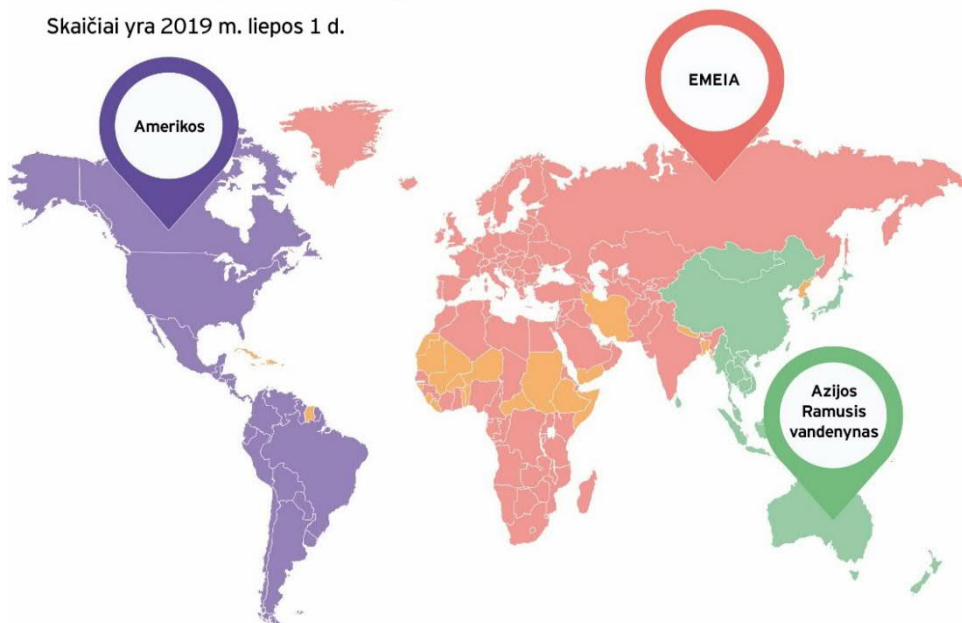 Skaičiai yra 2019 m. liepos 1 d.
Amerikos
EMEIA
Azijos
Ramusis
vandenynas